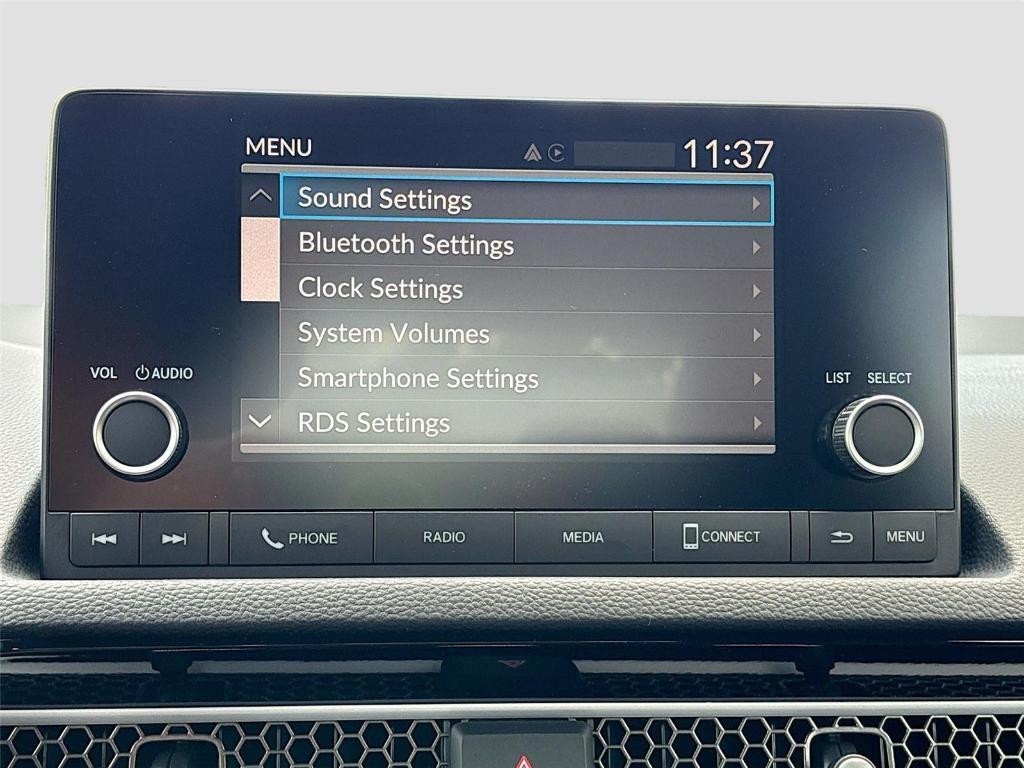 MENU 11:37
Sound Settings
Bluetooth Settings
Clock Settings
System Volumes
Smartphone Settings
RDS Settings
VOL AUDIO
LIST SELECT
PHONE RADIO MEDIA CONNECT MENU